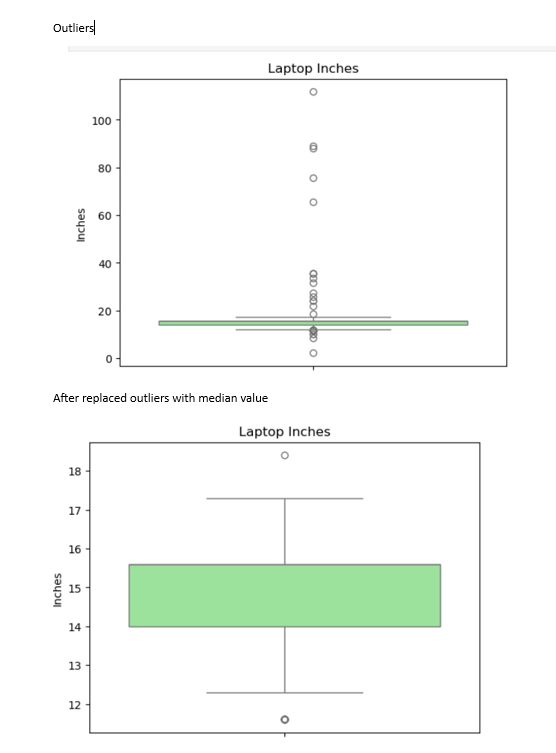 Outliers
Laptop Inches
100
80
60
40
20
0
Inches
After replaced outliers with median value
Laptop Inches
18
17
16
15
14
13
12
Inches